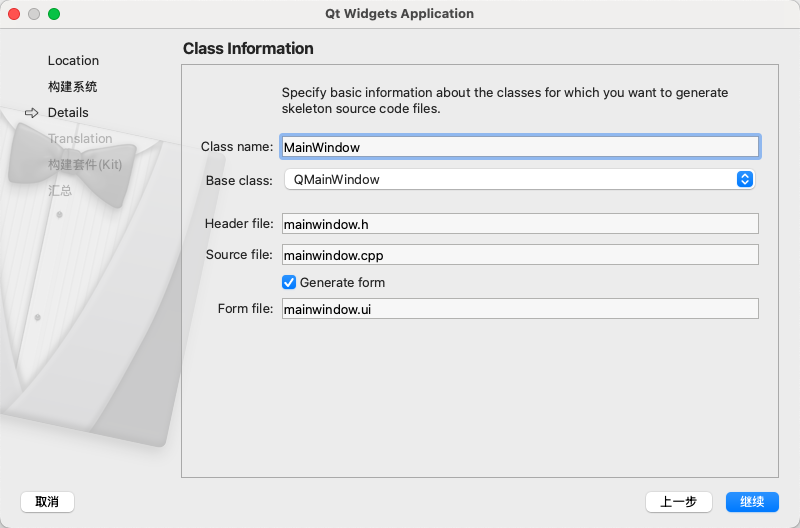 Qt Widgets Application
Location
构建系统
Details
Translation
构建套件(Kit)
汇总
Class Information
Specify basic information about the classes for which you want to generate
skeleton source code files.
Class name: MainWindow
Base class: QMainWindow
Header file: mainwindow.h
Source file: mainwindow.cpp
Generate form
Form file: mainwindow.ui
取消
上一步
继续